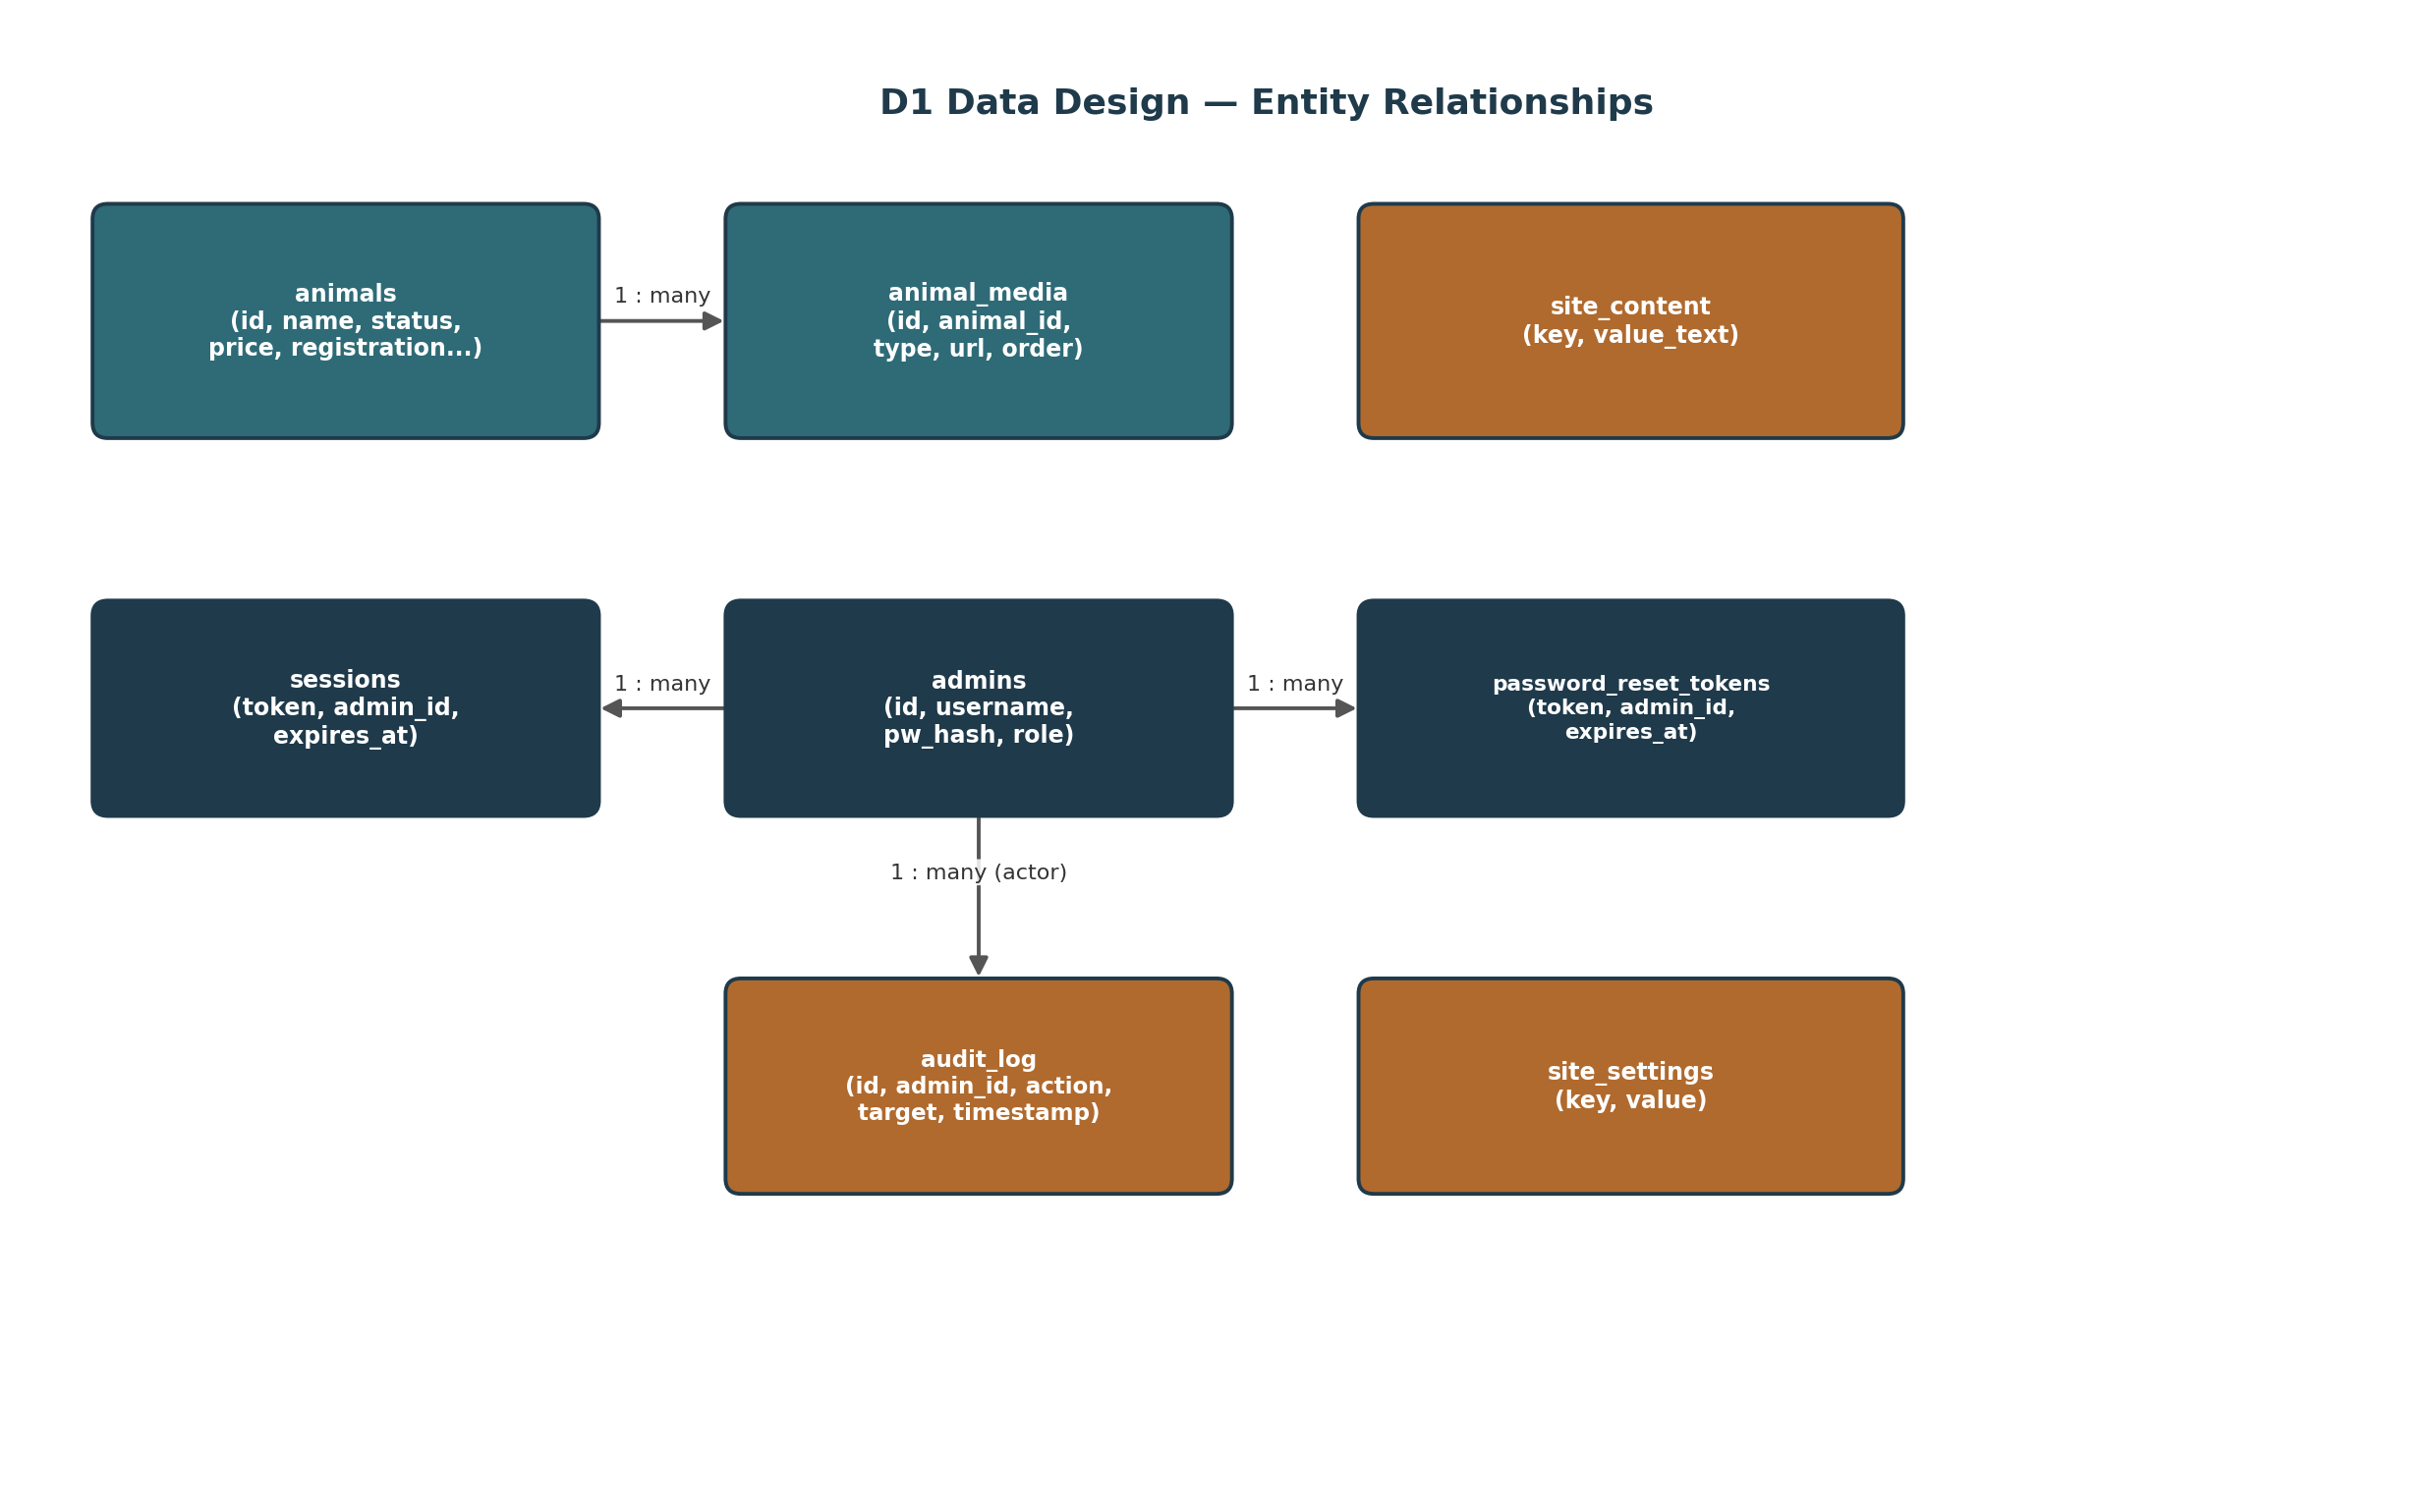 D1 Data Design — Entity Relationships
animals
(id, name, status,
price, registration...)
1 : many
animal_media
(id, animal_id,
type, url, order)
site_content
(key, value_text)
sessions
(token, admin_id,
expires_at)
1 : many
admins
(id, username,
pw_hash, role)
1 : many
password_reset_tokens
(token, admin_id,
expires_at)
1 : many (actor)
audit_log
(id, admin_id, action,
target, timestamp)
site_settings
(key, value)